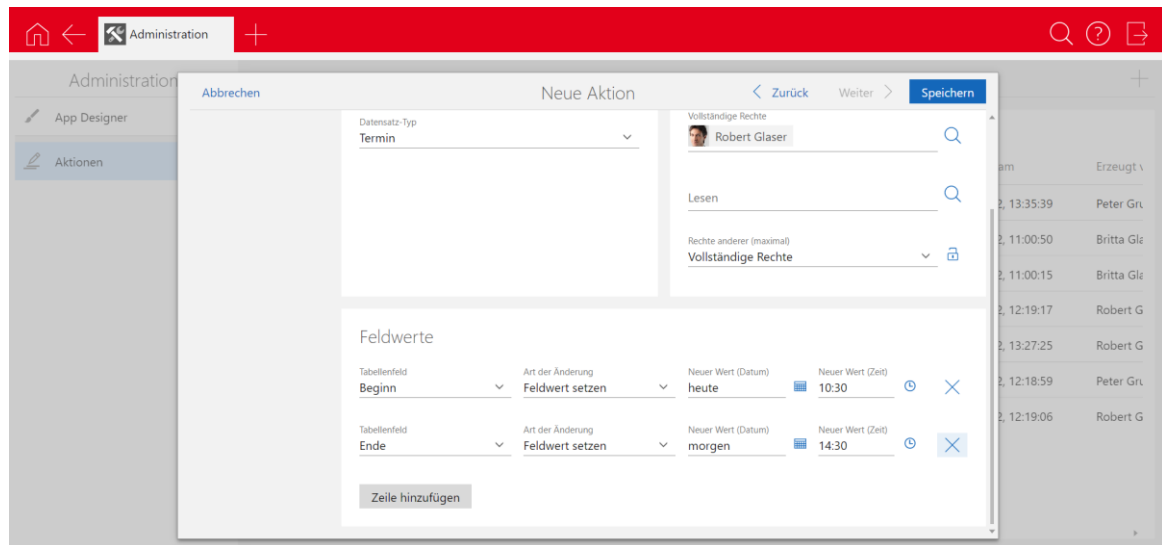 Administration
Administration
App Designer
Aktionen
Abbrechen
Neue Aktion
Zurück
Weiter
Speichern
Datensatz-Typ
Termin
Vollständige Rechte
Robert Glaser
Lesen
Rechte anderer (maximal)
Vollständige Rechte
Feldwerte
Tabellenfeld Art der Änderung Neuer Wert (Datum) Neuer Wert (Zeit)
Beginn Feldwert setzen heute 10:30
Tabellenfeld Art der Änderung Neuer Wert (Datum) Neuer Wert (Zeit)
Ende Feldwert setzen morgen 14:30
Zeile hinzufügen
am Erzeugt v
2, 13:35:39 Peter Gru
2, 11:00:50 Britta Gla
2, 11:00:15 Britta Gla
2, 12:19:17 Robert G
2, 13:27:25 Robert G
2, 12:18:59 Peter Gru
2, 12:19:06 Robert G